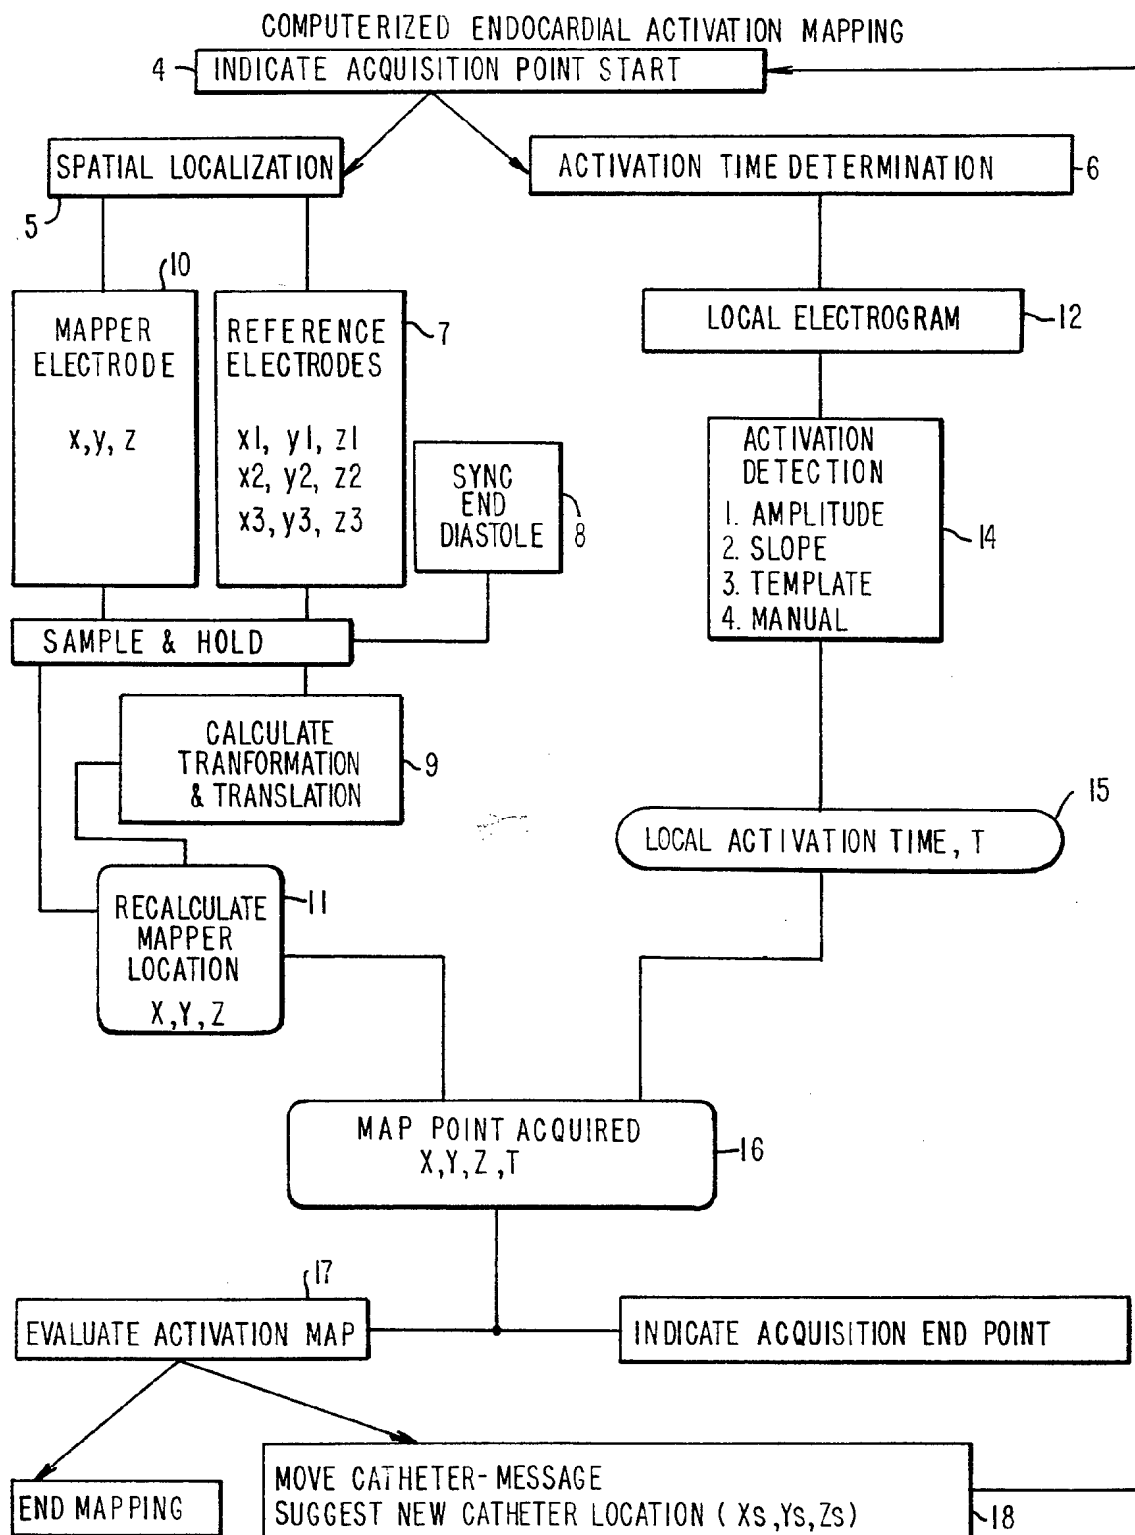 COMPUTERIZED ENDOCARDIAL ACTIVATION MAPPING
4
INDICATE ACQUISITION POINT START
SPATIAL LOCALIZATION
5
ACTIVATION TIME DETERMINATION
6
10
MAPPER
ELECTRODE
x,y, z
REFERENCE
ELECTRODES
7
x1, y1, z1
x2, y2, z2
x3, y3, z3
SYNC
END
DIASTOLE
8
LOCAL ELECTROGRAM
12
ACTIVATION
DETECTION
1. AMPLITUDE
2. SLOPE
3. TEMPLATE
4. MANUAL
14
SAMPLE & HOLD
CALCULATE
TRANFORMATION
& TRANSLATION
9
15
LOCAL ACTIVATION TIME, T
11
RECALCULATE
MAPPER
LOCATION
X,Y, Z
MAP POINT ACQUIRED
X,Y, Z ,T
16
17
EVALUATE ACTIVATION MAP
INDICATE ACQUISITION END POINT
END MAPPING
MOVE CATHETER-MESSAGE
SUGGEST NEW CATHETER LOCATION ( Xs,Ys, Zs)
18